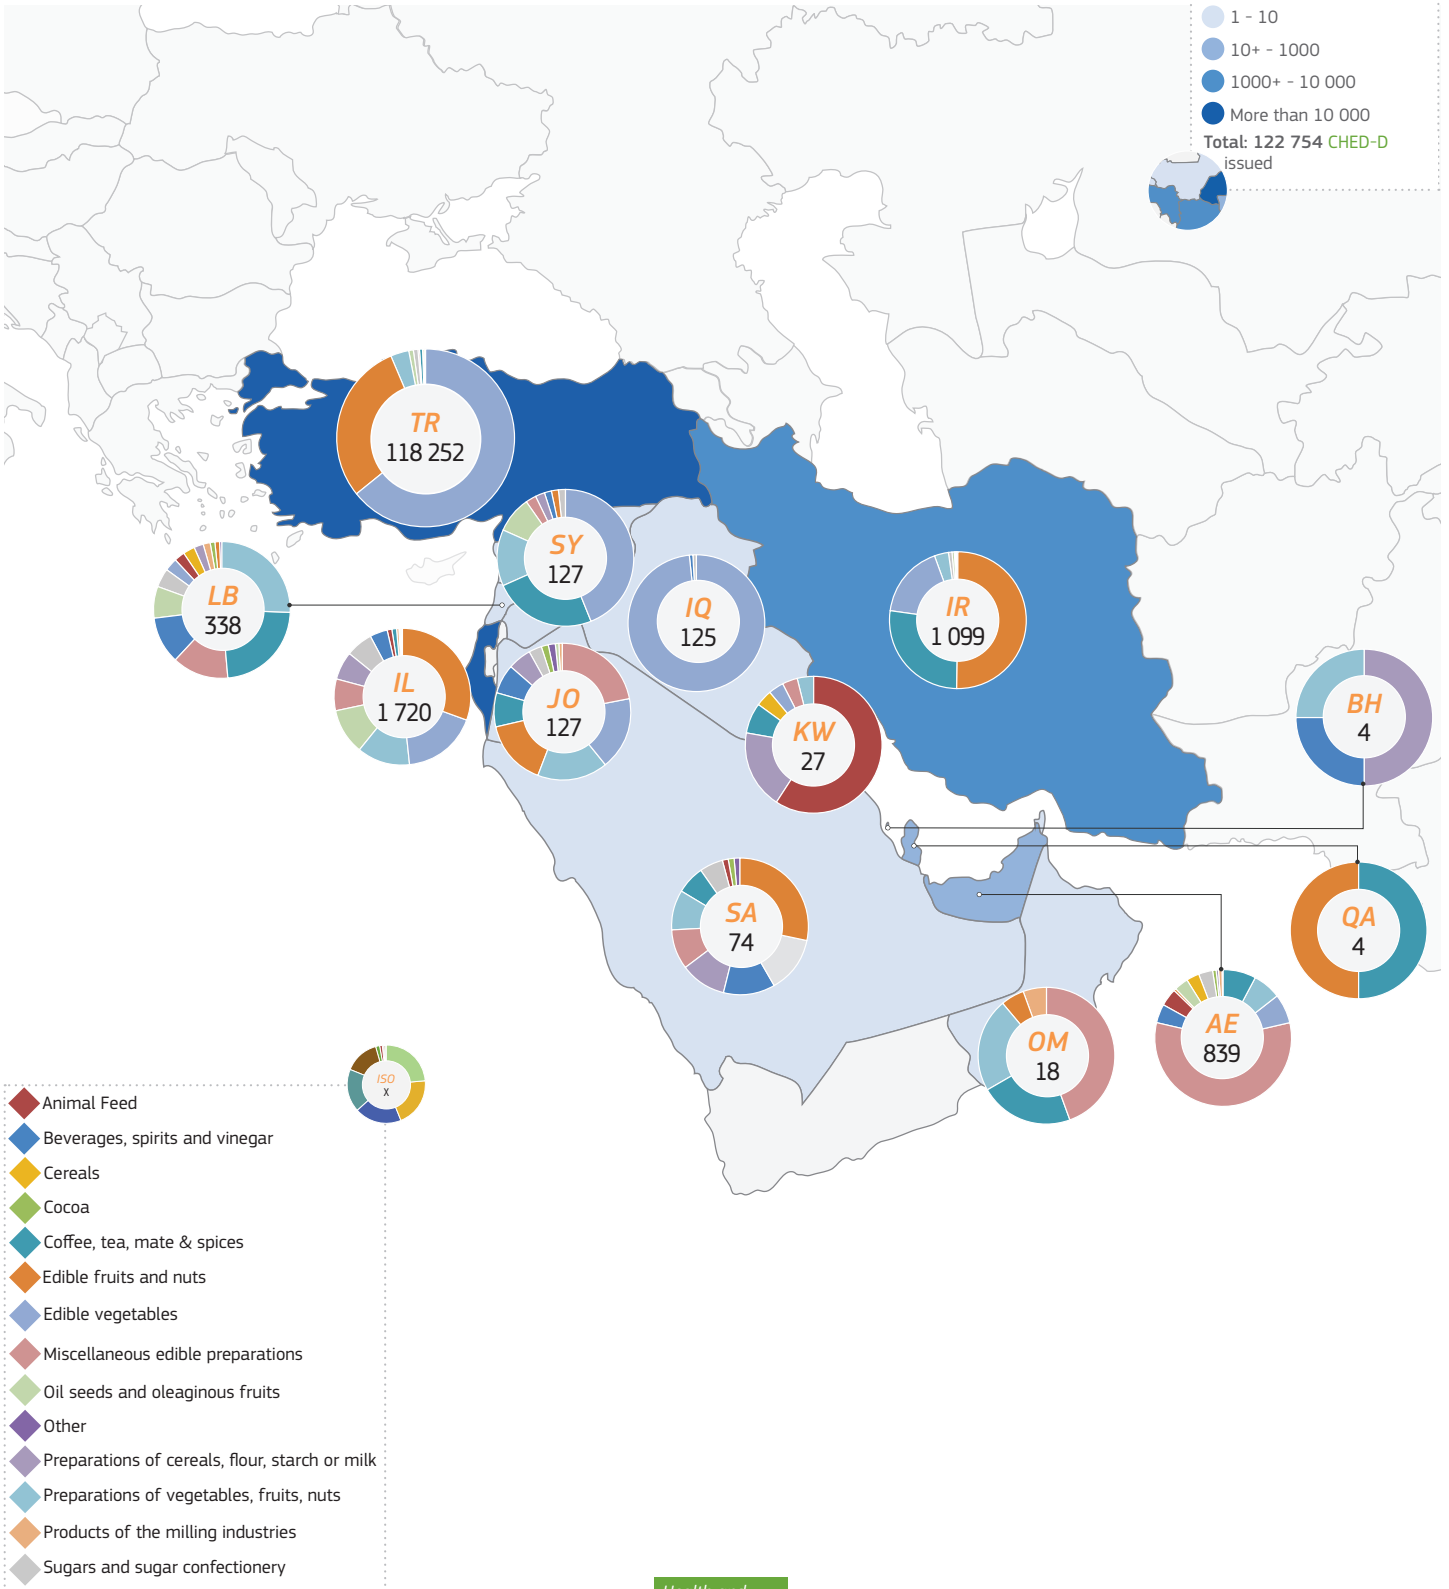 1 - 10
10+ - 1000
1000+ - 10 000
More than 10 000
Total: 122 754 CHED-D
issued
TR
118 252
SY
127
LB
338
IQ
125
IR
1 099
IL
1 720
JO
127
KW
27
BH
4
SA
74
QA
4
OM
18
AE
839
ISO
x
Animal Feed
Beverages, spirits and vinegar
Cereals
Cocoa
Coffee, tea, mate & spices
Edible fruits and nuts
Edible vegetables
Miscellaneous edible preparations
Oil seeds and oleaginous fruits
Other
Preparations of cereals, flour, starch or milk
Preparations of vegetables, fruits, nuts
Products of the milling industries
Sugars and sugar confectionery